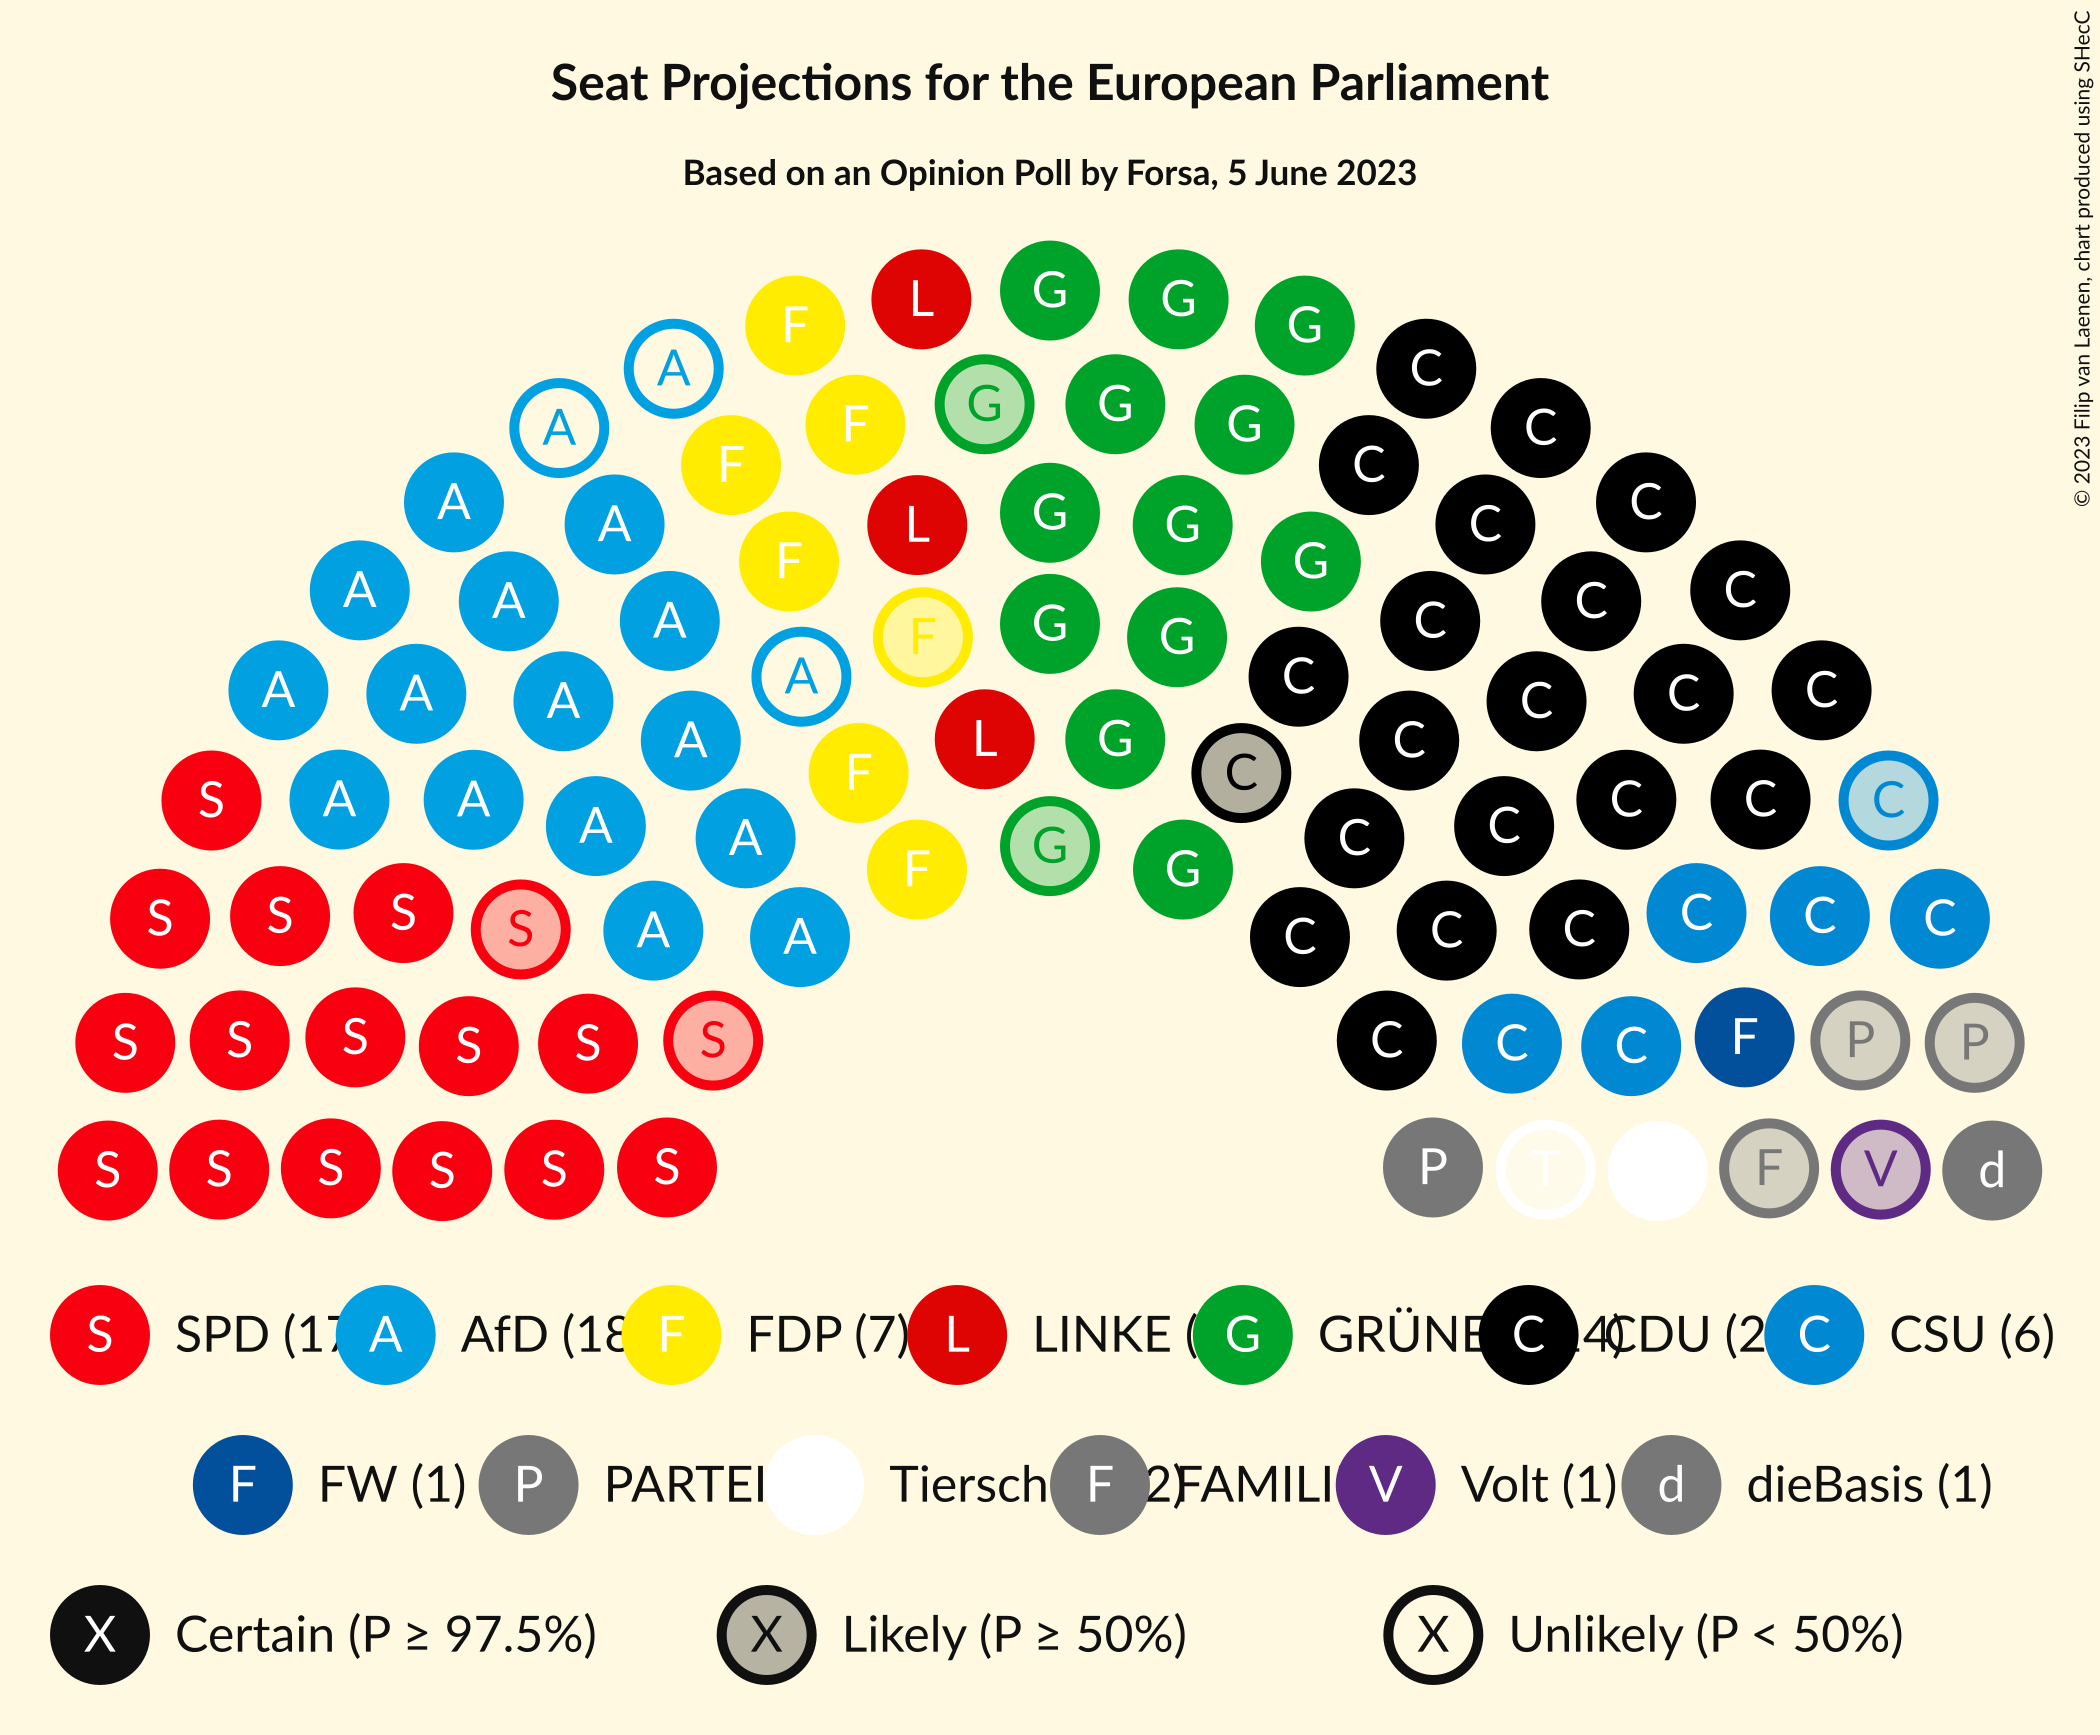 Seat Projections for the European Parliament
Based on an Opinion Poll by Forsa, 5 June 2023
© 2023 Filip van Laenen, chart produced using SHecC
L G G G
F F
A G G G C
A F F C C
A A F L G G C C C
A A A F G G G C C C
A A A A A L G C C C C C
S A A A A F G C C C C C C
S S S S A A F G G C C C C C C
S S S S S S A C C C C F P P
S S S S S S P T F V d
S SPD (17 A AfD (18 F FDP (7) L LINKE ( G GRÜNE C 4) CDU (2 C CSU (6)
F FW (1) P PARTEI Tiersch F 2) FAMILI V Volt (1) d dieBasis (1)
X Certain (P ≥ 97.5%) X Likely (P ≥ 50%) X Unlikely (P < 50%)